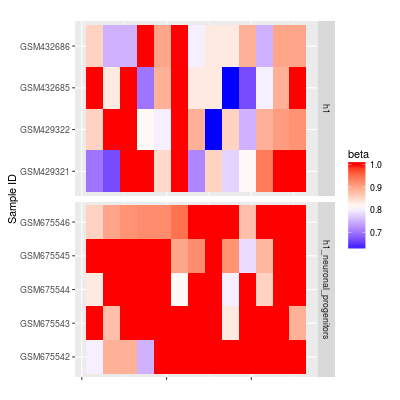 GSM432686
GSM432685
GSM429322
GSM429321
h1
GSM675546
GSM675545
GSM675544
GSM675543
GSM675542
h1_neuronal_progenitors
Sample ID
beta
1.0
0.9
0.8
0.7